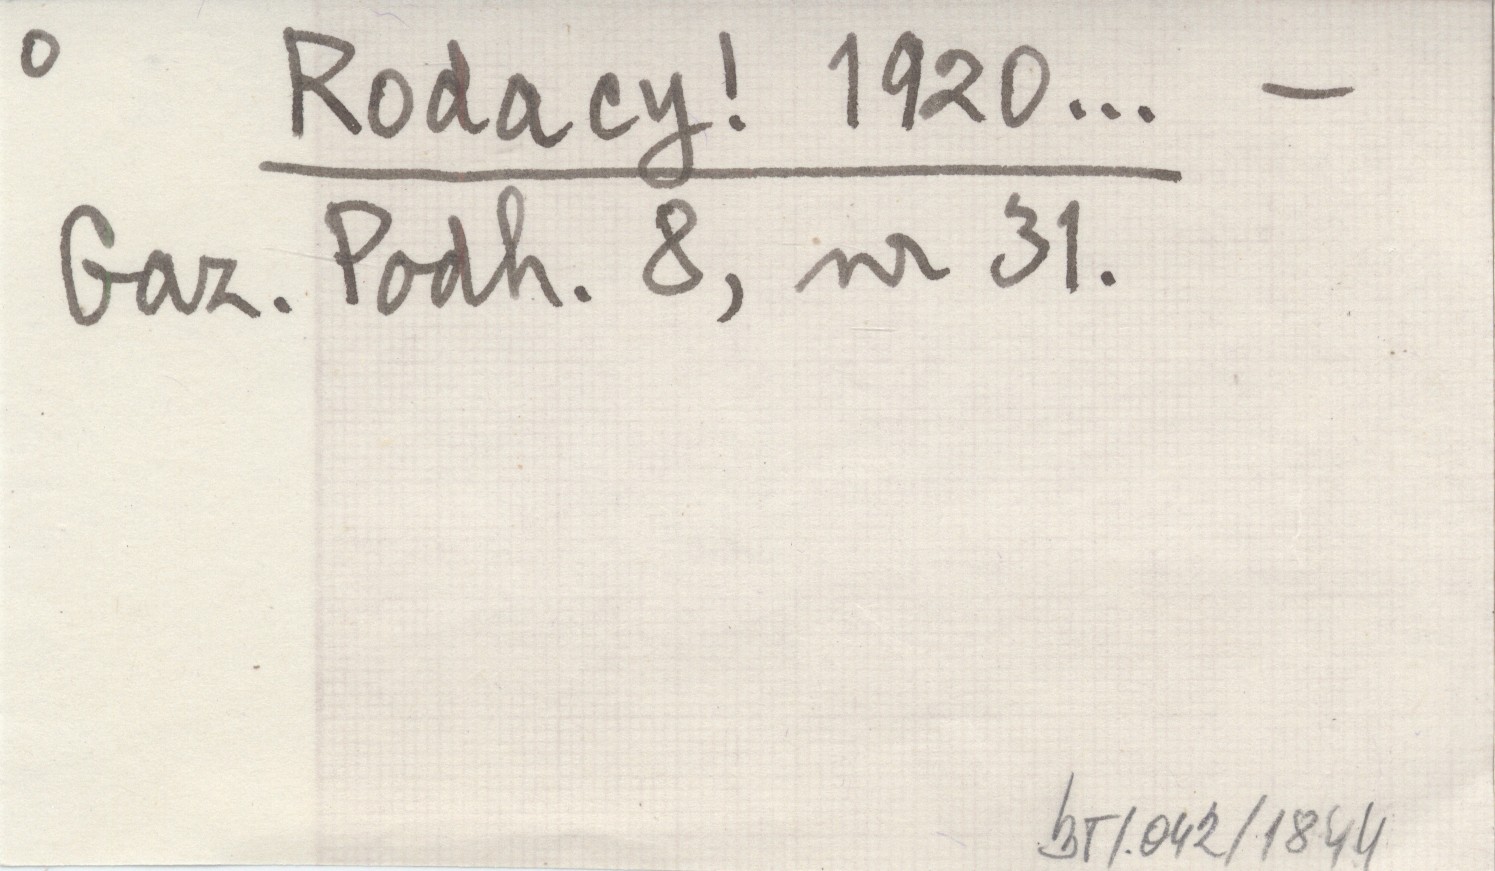 o Rodacy! 1920... —
Gaz. Podh. 8, nr 31.
BT/.042/1844